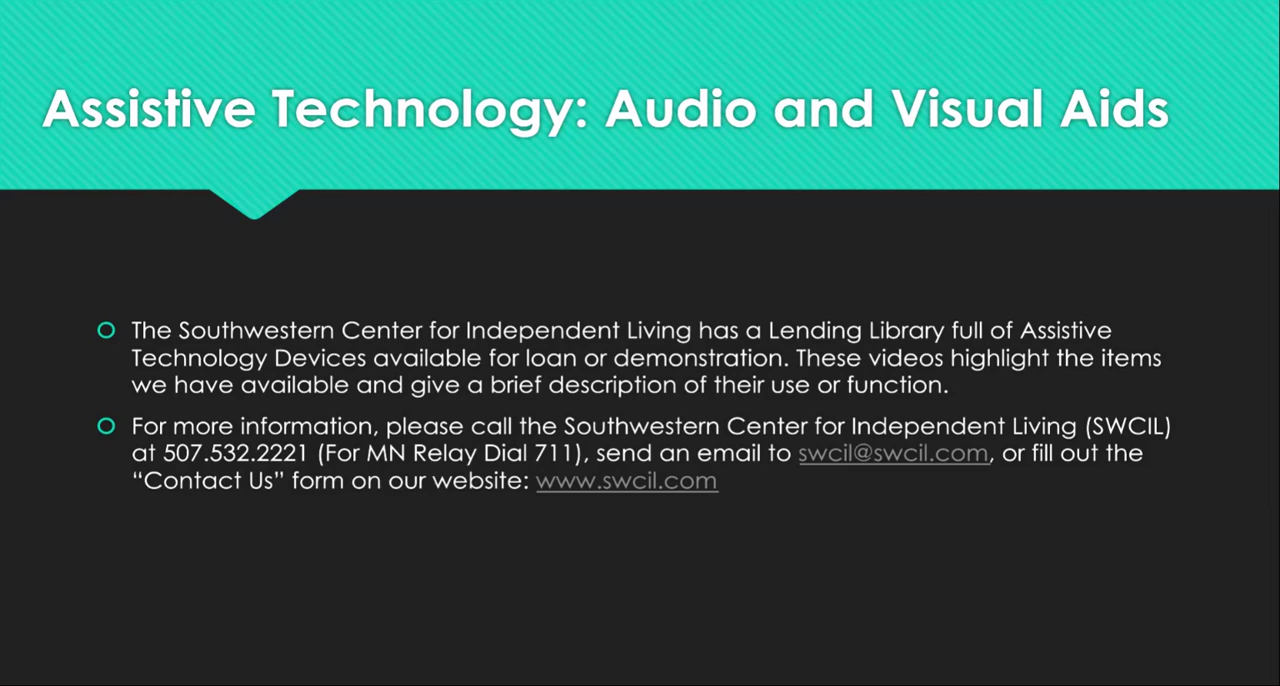 Assistive Technology: Audio and Visual Aids
The Southwestern Center for Independent Living has a Lending Library full of Assistive
Technology Devices available for loan or demonstration. These videos highlight the items
we have available and give a brief description of their use or function.
For more information, please call the Southwestern Center for Independent Living (SWCIL)
at 507.532.2221 (For MN Relay Dial 711), send an email to swcil@swcil.com, or fill out the
“Contact Us” form on our website: www.swcil.com